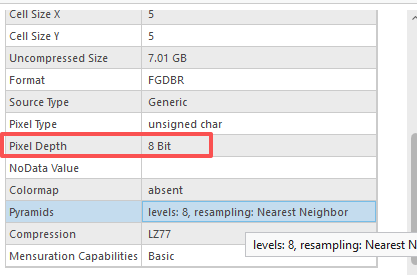 Cell Size X 5
Cell Size Y 5
Uncompressed Size 7.01 GB
Format FGDBR
Source Type Generic
Pixel Type unsigned char
Pixel Depth 8 Bit
NoData Value
Colormap absent
Pyramids levels: 8, resampling: Nearest Neighbor
Compression LZ77
levels: 8, resampling: Nearest N
Mensuration Capabilities Basic